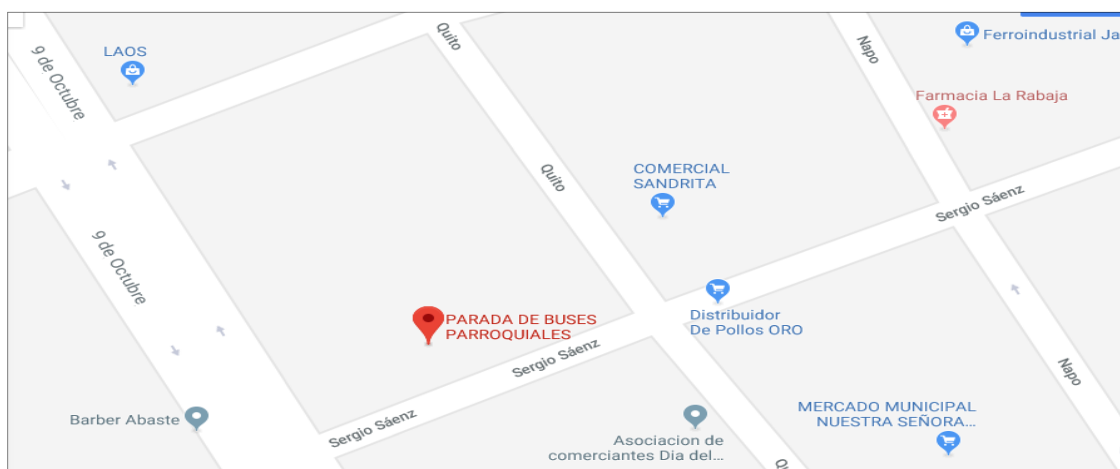 LAOS
9 de Octubre
Quito
Napo
Ferroindustrial Ja
Farmacia La Rabaja
COMERCIAL
SANDRITA
Quito
Sergio Sáenz
9 de Octubre
PARADA DE BUSES
PARROQUIALES
Distribuidor
De Pollos ORO
Sergio Sáenz
Napo
Barber Abaste
Sergio Sáenz
Asociacion de
comerciantes Dia del...
MERCADO MUNICIPAL
NUESTRA SEÑORA...